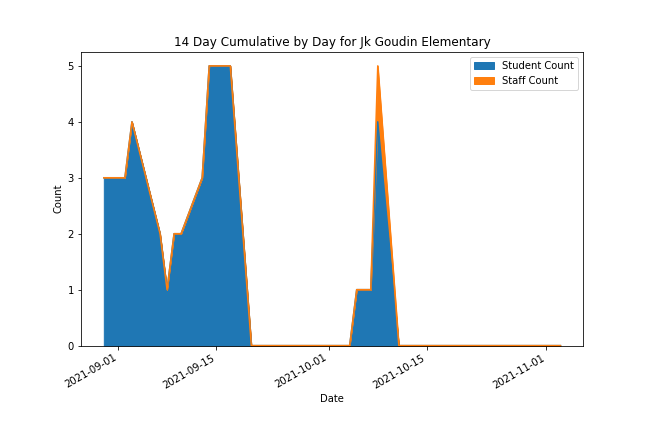 14 Day Cumulative by Day for Jk Goudin Elementary
Student Count
Staff Count
Count
5
4
3
2
1
0
2021-09-01
2021-09-15
2021-10-01
2021-10-15
2021-11-01
Date